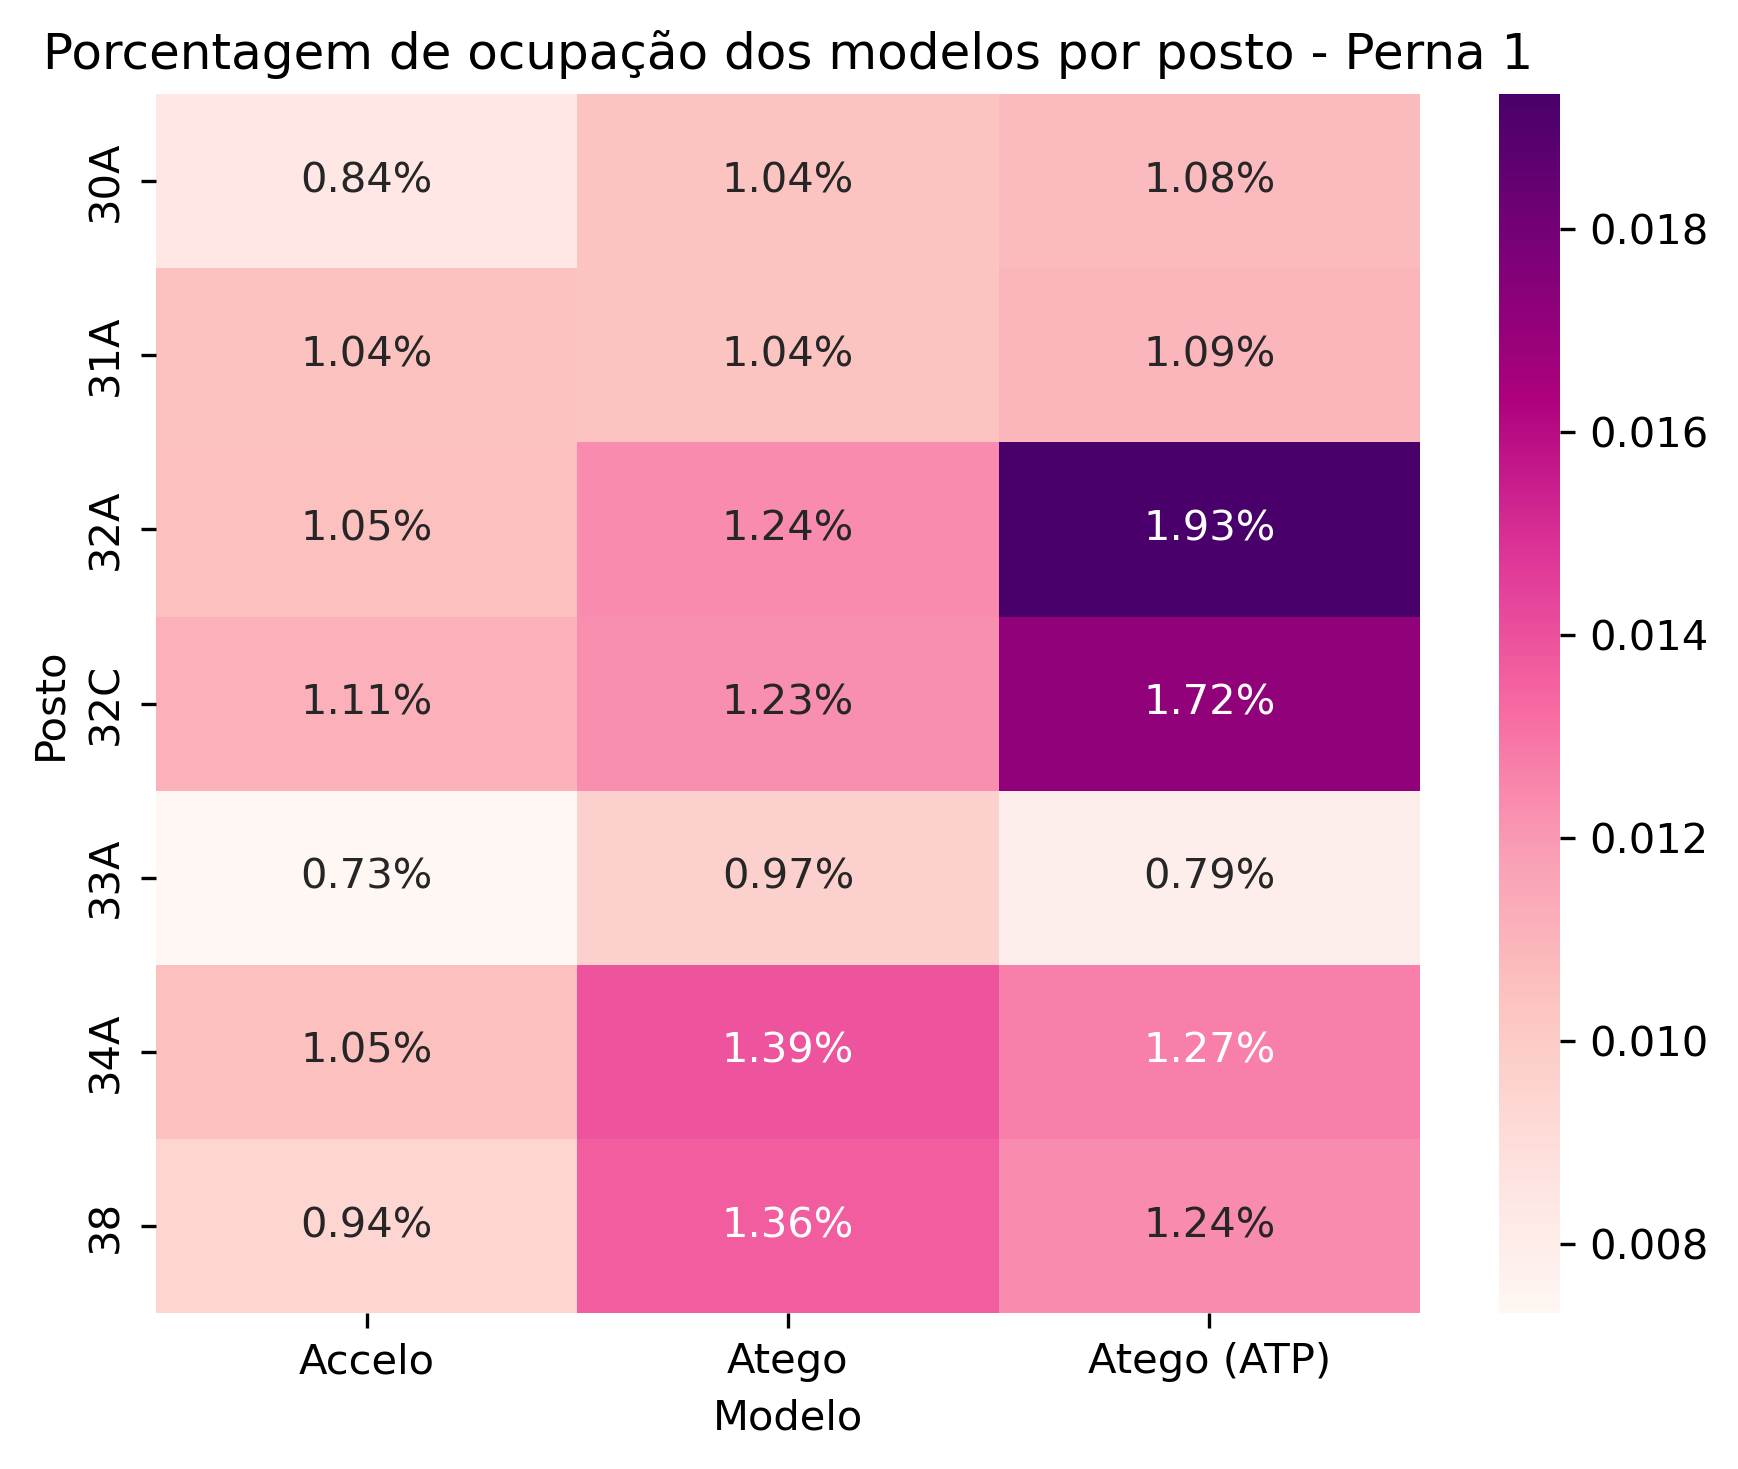 Porcentagem de ocupação dos modelos por posto - Perna 1
30A 0.84% 1.04% 1.08%
31A 1.04% 1.04% 1.09%
32A 1.05% 1.24% 1.93%
32C 1.11% 1.23% 1.72%
33A 0.73% 0.97% 0.79%
34A 1.05% 1.39% 1.27%
38 0.94% 1.36% 1.24%
Posto
Accelo Atego Atego (ATP)
Modelo
0.018
0.016
0.014
0.012
0.010
0.008